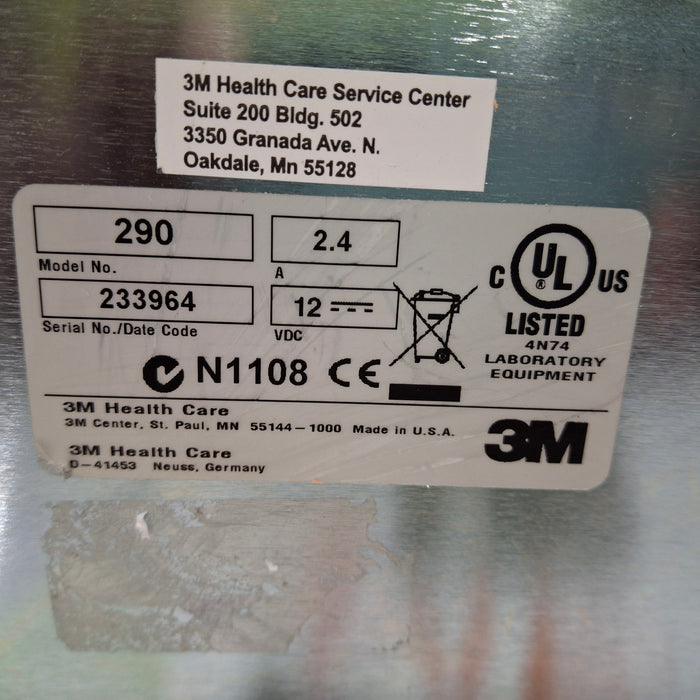 3M Health Care Service Center
Suite 200 Bldg. 502
3350 Granada Ave. N.
Oakdale, Mn 55128
290
Model No.
2.4
A
233964
Serial No./Date Code
12
VDC
C UL ® US
LISTED
4N74
LABORATORY
EQUIPMENT
N1108 CE
3M Health Care
3M Center, St. Paul, MN 55144-1000 Made in U.S.A.
3M Health Care
D-41453 Neuss, Germany
3M